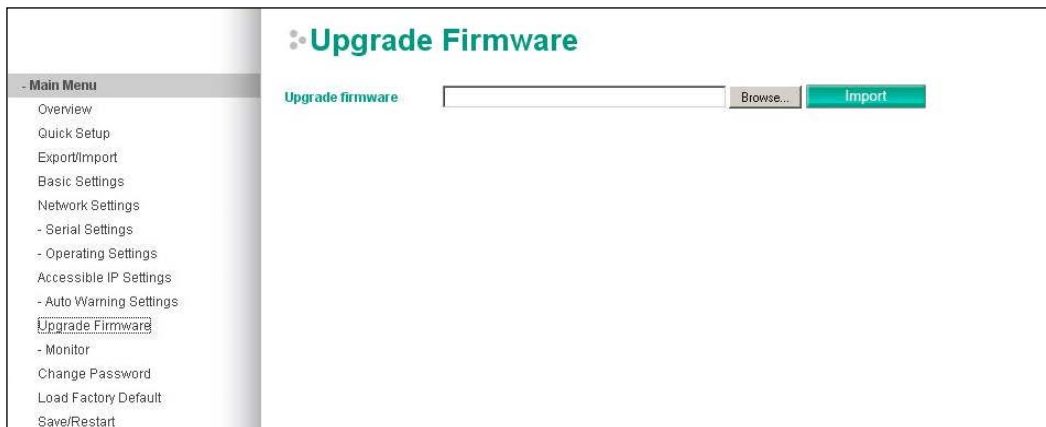 Upgrade Firmware
- Main Menu
Overview
Quick Setup
Export/Import
Basic Settings
Network Settings
- Serial Settings
- Operating Settings
Accessible IP Settings
- Auto Warning Settings
Upgrade Firmware
- Monitor
Change Password
Load Factory Default
Save/Restart
Upgrade firmware Browse... Import